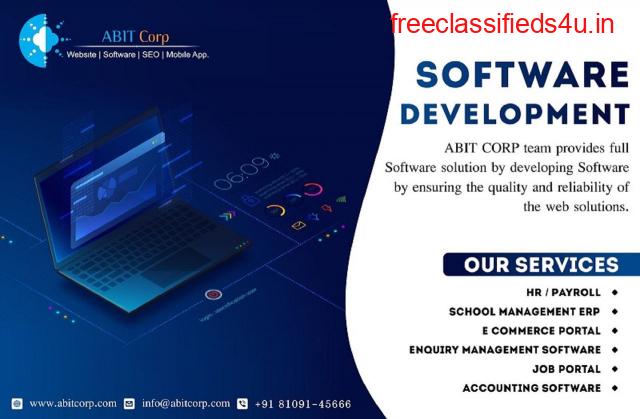 freeclassifieds4u.in
ABIT Corp
Website | Software | SEO | Mobile App.
SOFTWARE
DEVELOPMENT
ABIT CORP team provides full
Software solution by developing Software
by ensuring the quality and reliability of
the web solutions.
06:09
OUR SERVICES
HR / PAYROLL
SCHOOL MANAGEMENT ERP
E COMMERCE PORTAL
ENQUIRY MANAGEMENT SOFTWARE
JOB PORTAL
ACCOUNTING SOFTWARE
www.abitcorp.com info@abitcorp.com +91 81091-45666